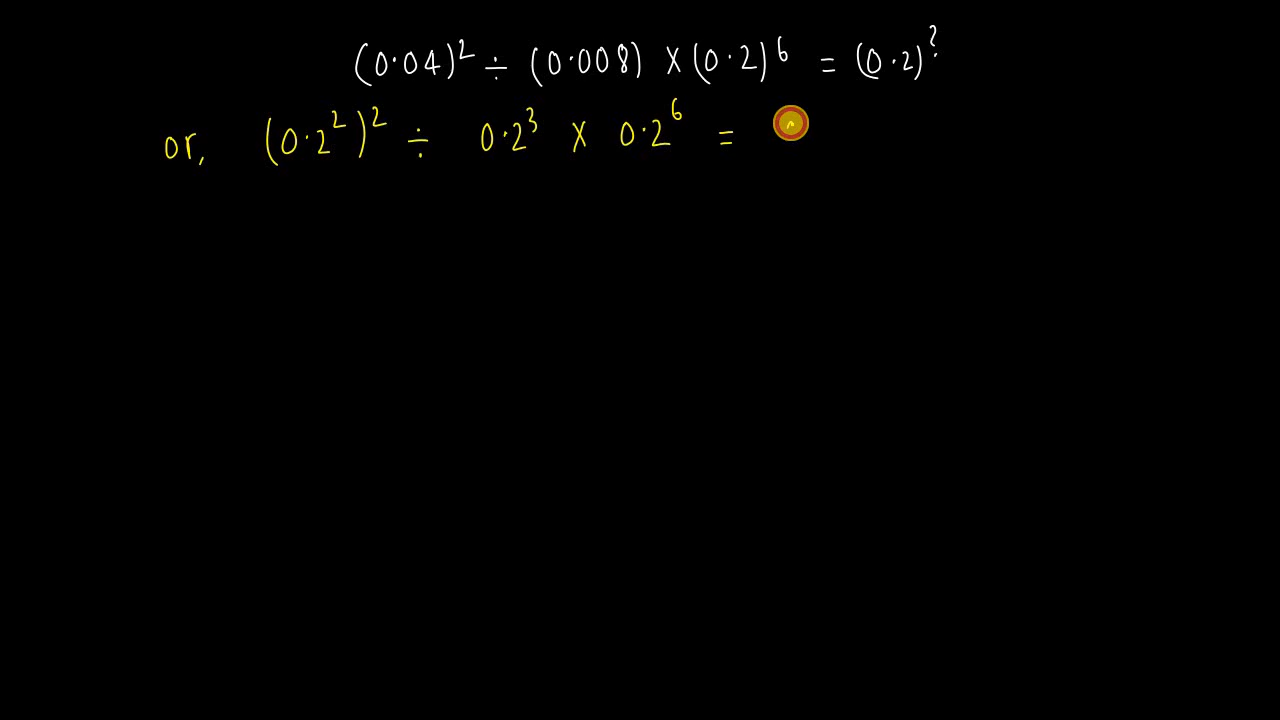 (0.04)² ÷ (0.008) × (0.2)⁶ = (0.2)^?
or, (0.2²)² ÷ 0.2³ × 0.2⁶ =